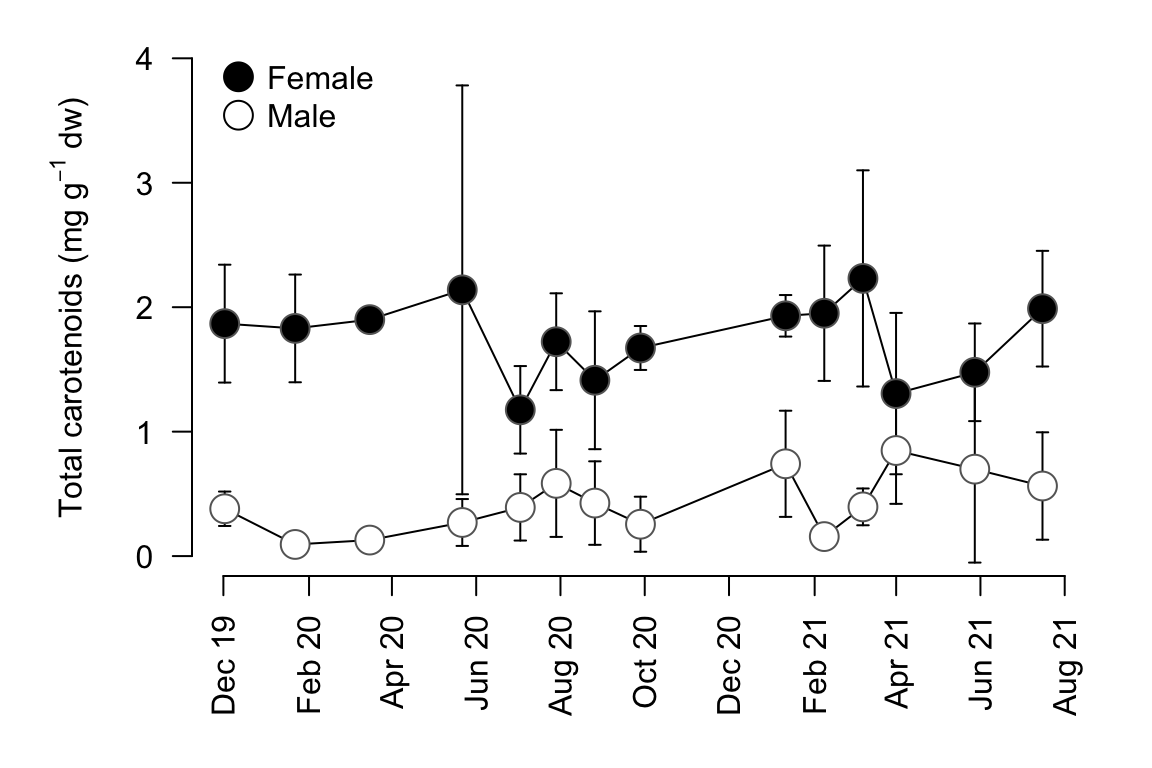 Total carotenoids (mg g⁻¹ dw)
4
3
2
1
0
Female
Male
Dec 19
Feb 20
Apr 20
Jun 20
Aug 20
Oct 20
Dec 20
Feb 21
Apr 21
Jun 21
Aug 21